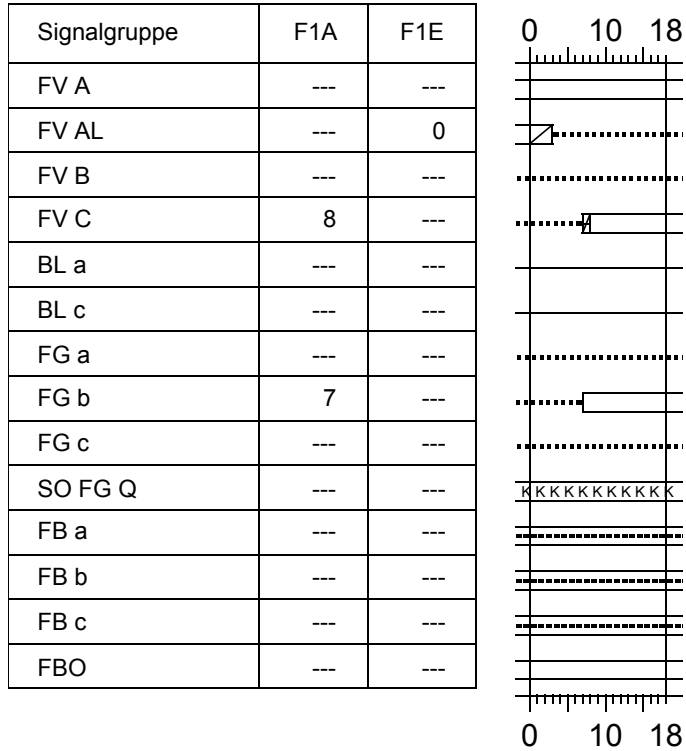 Signalgruppe F1A F1E 0 10 18
FV A --- ---
FV AL --- 0
FV B --- ---
FV C 8 ---
BL a --- ---
BL c --- ---
FG a --- ---
FG b 7 ---
FG c --- ---
SO FG Q --- --- K K K K K K K K K K K
FB a --- ---
FB b --- ---
FB c --- ---
FBO --- ---
0 10 18